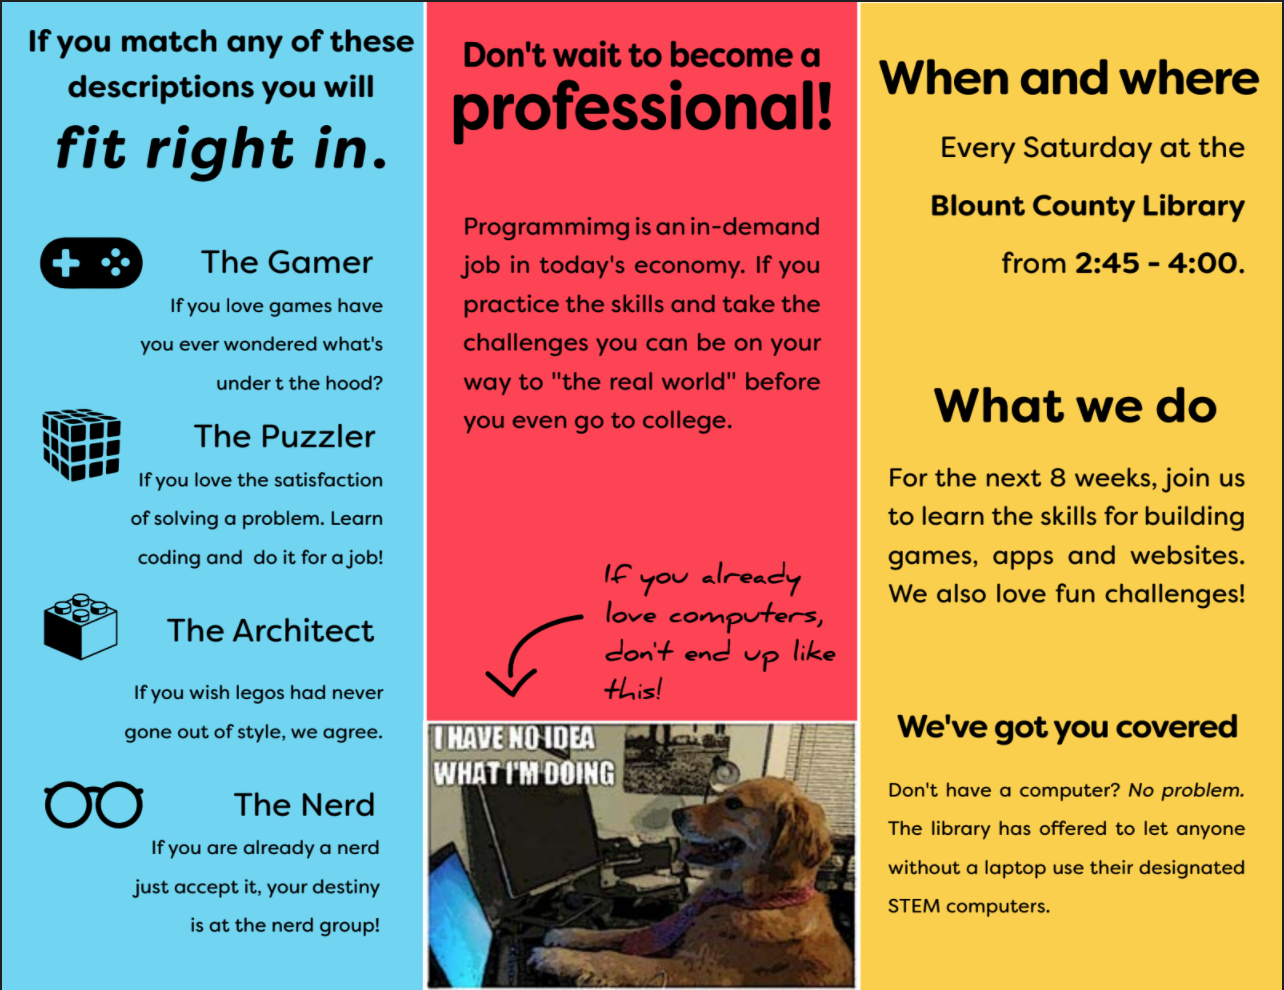 If you match any of these
descriptions you will
fit right in.
The Gamer
If you love games have
you ever wondered what's
under t the hood?
The Puzzler
If you love the satisfaction
of solving a problem. Learn
coding and do it for a job!
The Architect
If you wish legos had never
gone out of style, we agree.
The Nerd
If you are already a nerd
just accept it, your destiny
is at the nerd group!
Don't wait to become a
professional!
Programmimg is an in-demand
job in today's economy. If you
practice the skills and take the
challenges you can be on your
way to "the real world" before
you even go to college.
If you already
love computers,
don't end up like
this!
I HAVE NO IDEA
WHAT I'M DOING
When and where
Every Saturday at the
Blount County Library
from 2:45 - 4:00.
What we do
For the next 8 weeks, join us
to learn the skills for building
games, apps and websites.
We also love fun challenges!
We've got you covered
Don't have a computer? No problem.
The library has offered to let anyone
without a laptop use their designated
STEM computers.